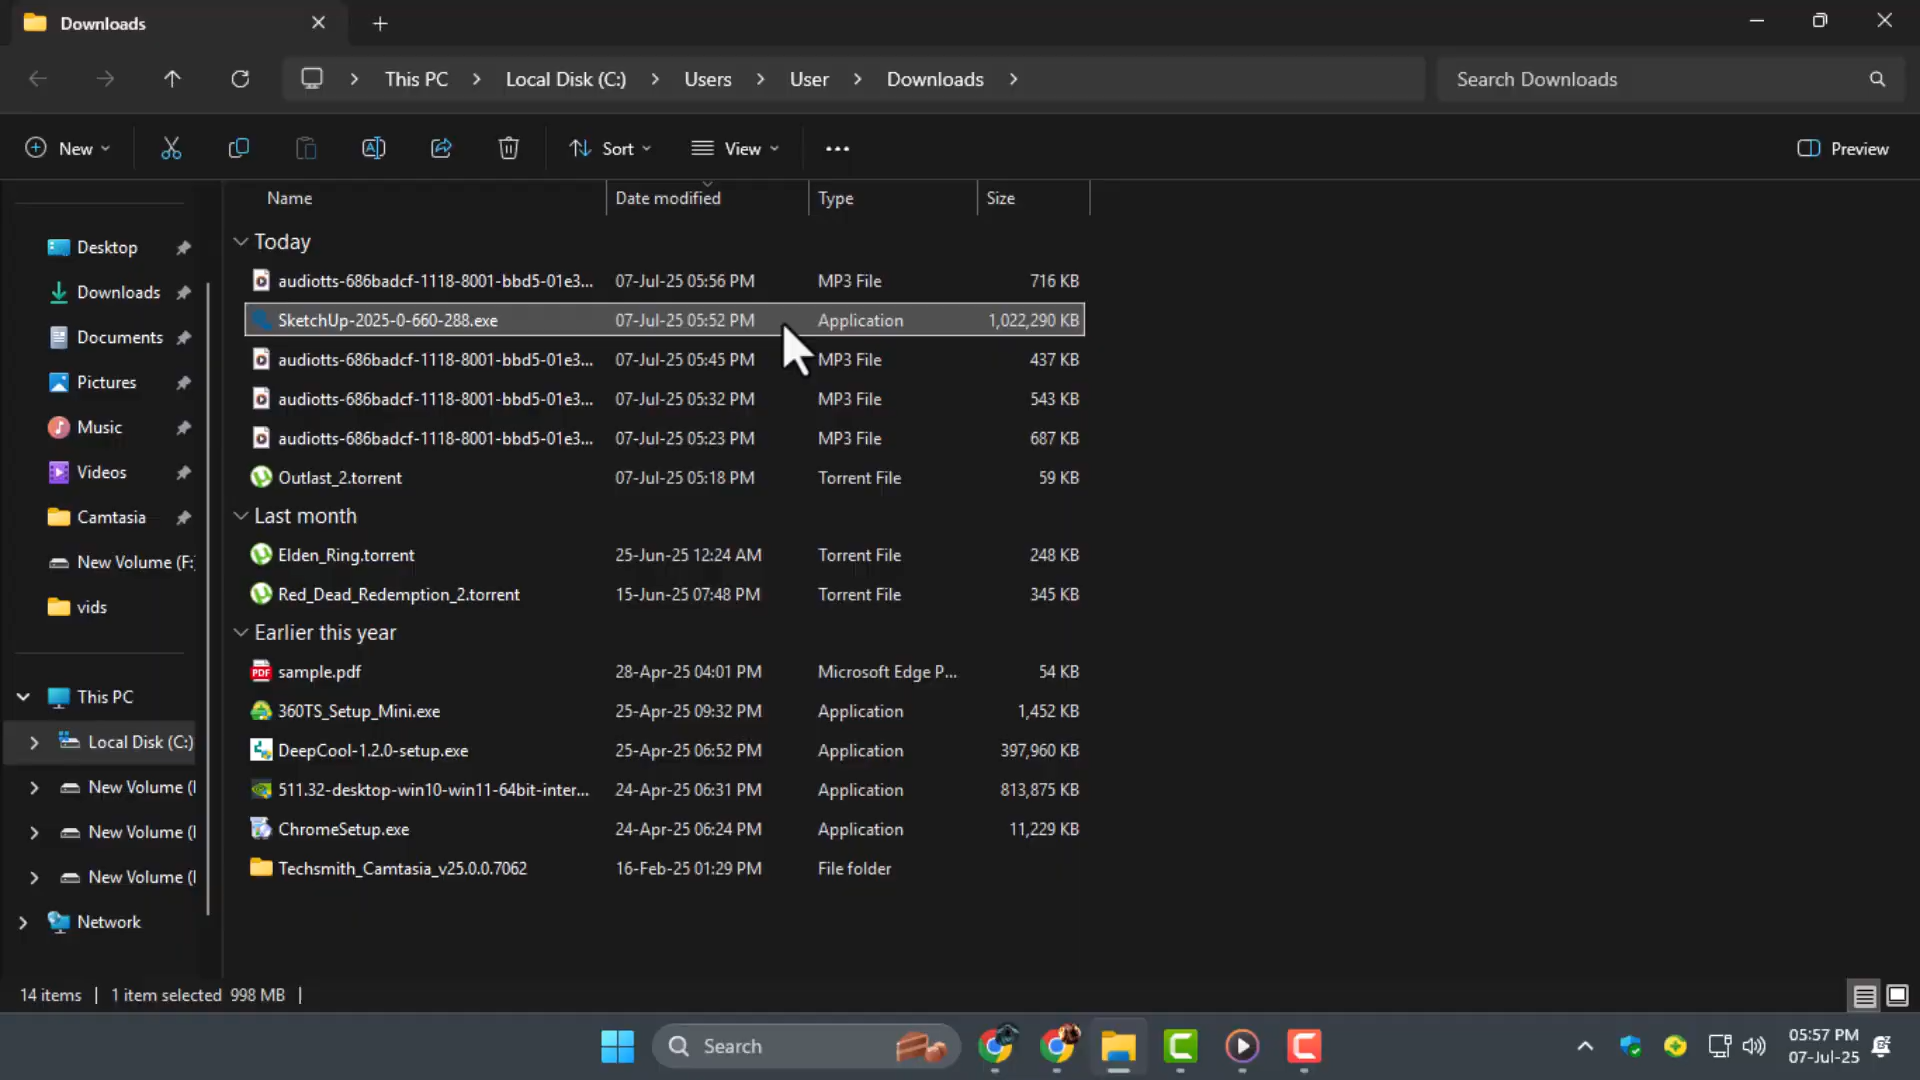 Downloads
This PC > Local Disk (C:) > Users > User > Downloads >
Search Downloads
New
Sort
View
Preview
Name Date modified Type Size
Desktop
Downloads
Documents
Pictures
Music
Videos
Camtasia
New Volume (F:
vids
This PC
Local Disk (C:)
New Volume (
New Volume (
New Volume (
Network
Today
audiotts-686badcf-1118-8001-bbd5-01e3... 07-Jul-25 05:56 PM MP3 File 716 KB
SketchUp-2025-0-660-288.exe 07-Jul-25 05:52 PM Application 1,022,290 KB
audiotts-686badcf-1118-8001-bbd5-01e3... 07-Jul-25 05:45 PM MP3 File 437 KB
audiotts-686badcf-1118-8001-bbd5-01e3... 07-Jul-25 05:32 PM MP3 File 543 KB
audiotts-686badcf-1118-8001-bbd5-01e3... 07-Jul-25 05:23 PM MP3 File 687 KB
Outlast_2.torrent 07-Jul-25 05:18 PM Torrent File 59 KB
Last month
Elden_Ring.torrent 25-Jun-25 12:24 AM Torrent File 248 KB
Red_Dead_Redemption_2.torrent 15-Jun-25 07:48 PM Torrent File 345 KB
Earlier this year
sample.pdf 28-Apr-25 04:01 PM Microsoft Edge P... 54 KB
360TS_Setup_Mini.exe 25-Apr-25 09:32 PM Application 1,452 KB
DeepCool-1.2.0-setup.exe 25-Apr-25 06:52 PM Application 397,960 KB
511.32-desktop-win10-win11-64bit-inter... 24-Apr-25 06:31 PM Application 813,875 KB
ChromeSetup.exe 24-Apr-25 06:24 PM Application 11,229 KB
Techsmith_Camtasia_v25.0.0.7062 16-Feb-25 01:29 PM File folder
14 items | 1 item selected 998 MB |
Search
05:57 PM
07-Jul-25